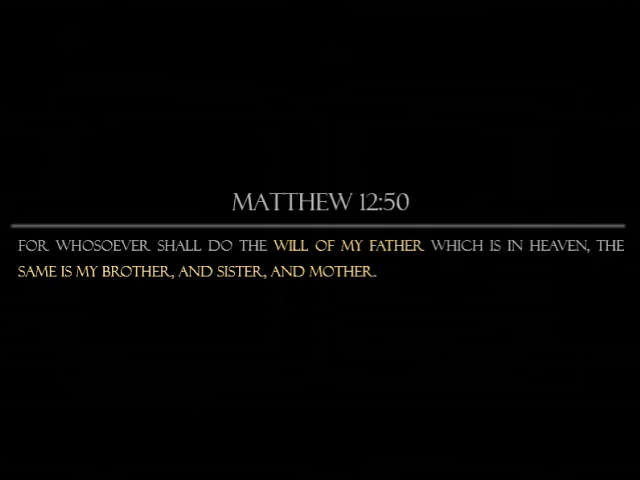 MATTHEW 12:50
FOR WHOSOEVER SHALL DO THE WILL OF MY FATHER WHICH IS IN HEAVEN, THE
SAME IS MY BROTHER, AND SISTER, AND MOTHER.